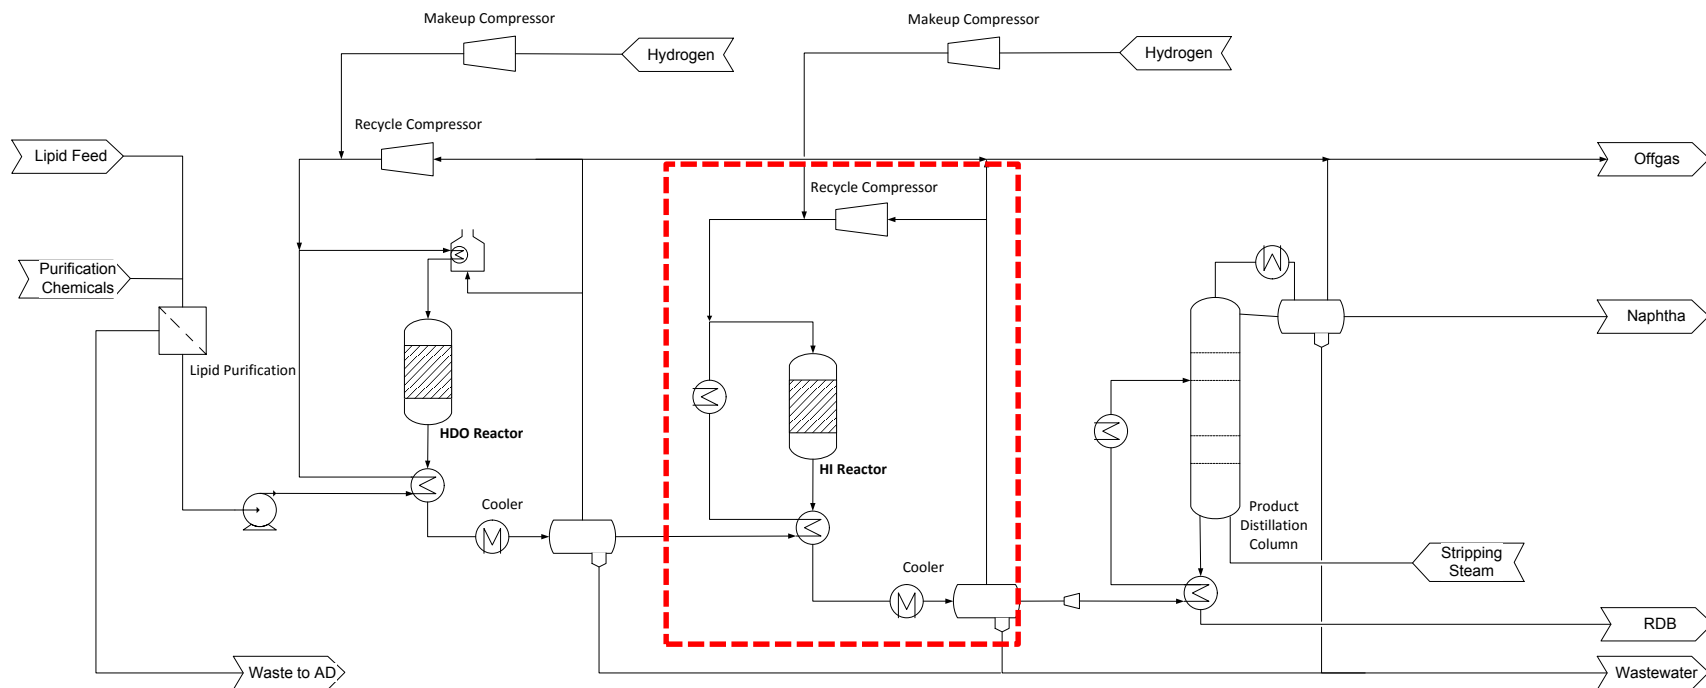 Makeup Compressor
Makeup Compressor
Hydrogen
Hydrogen
Recycle Compressor
Lipid Feed
Offgas
Recycle Compressor
Purification
Chemicals
Naphtha
Lipid Purification
HDO Reactor
HI Reactor
Cooler
Product
Distillation
Column
Stripping
Steam
Cooler
RDB
Waste to AD
Wastewater